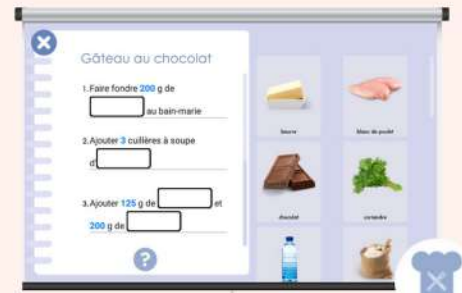 Gâteau au chocolat
1. Faire fondre 200 g de
au bain-marie
2. Ajouter 3 cuillères à soupe
d'
3. Ajouter 125 g de et
200 g de
?
beurre
blanc de poulet
chocolat
coriandre